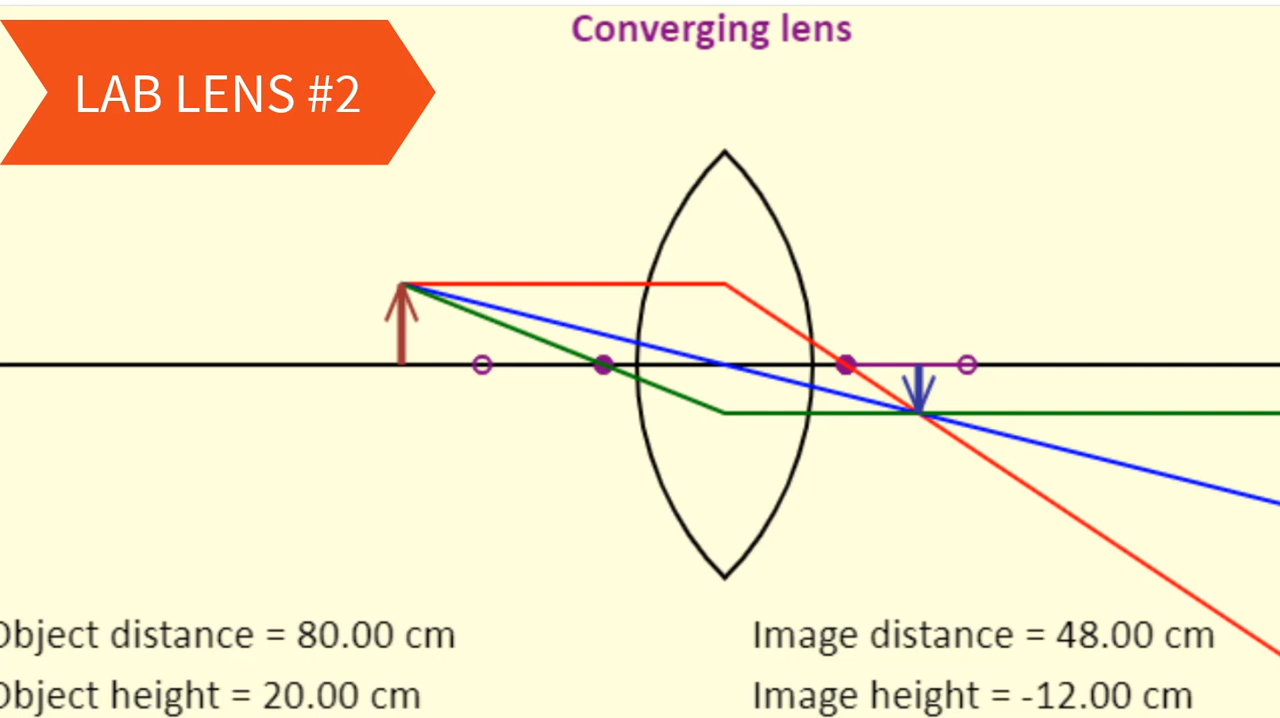 Converging lens
LAB LENS #2
Object distance = 80.00 cm
Image distance = 48.00 cm
Object height = 20.00 cm
Image height = -12.00 cm